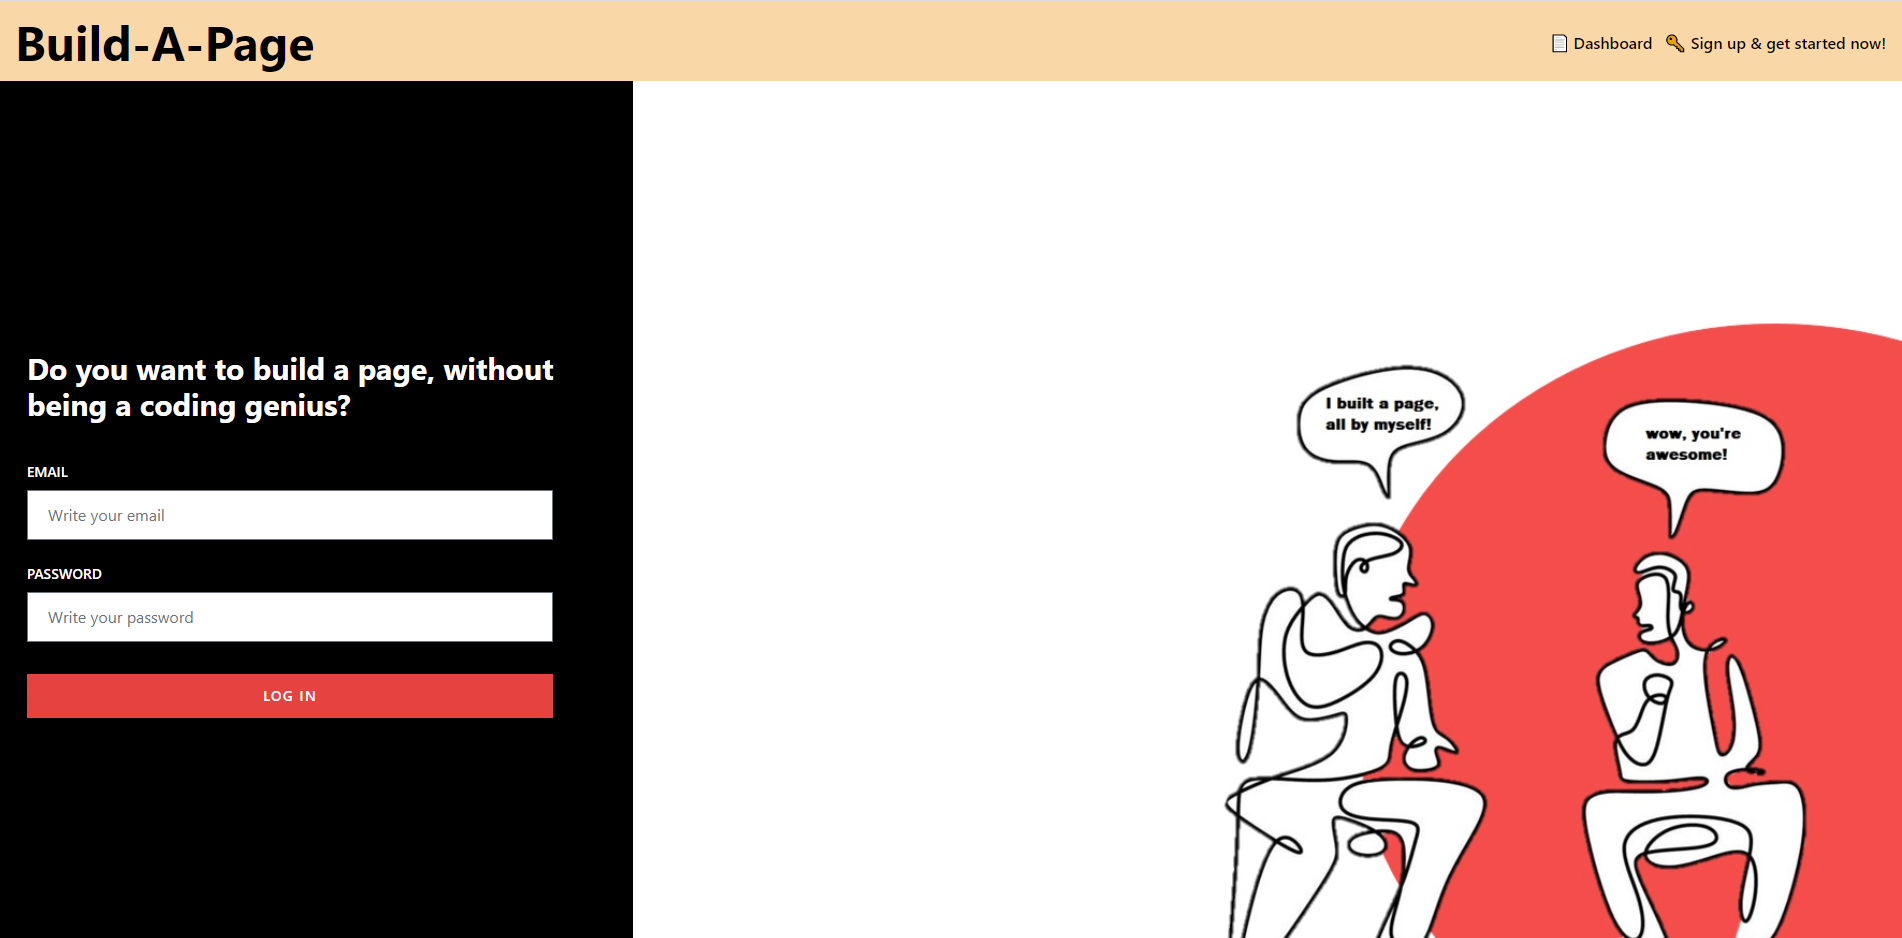 Build-A-Page
Dashboard
Sign up & get started now!
Do you want to build a page, without
being a coding genius?
EMAIL
Write your email
PASSWORD
Write your password
LOG IN
I built a page,
all by myself!
wow, you're
awesome!